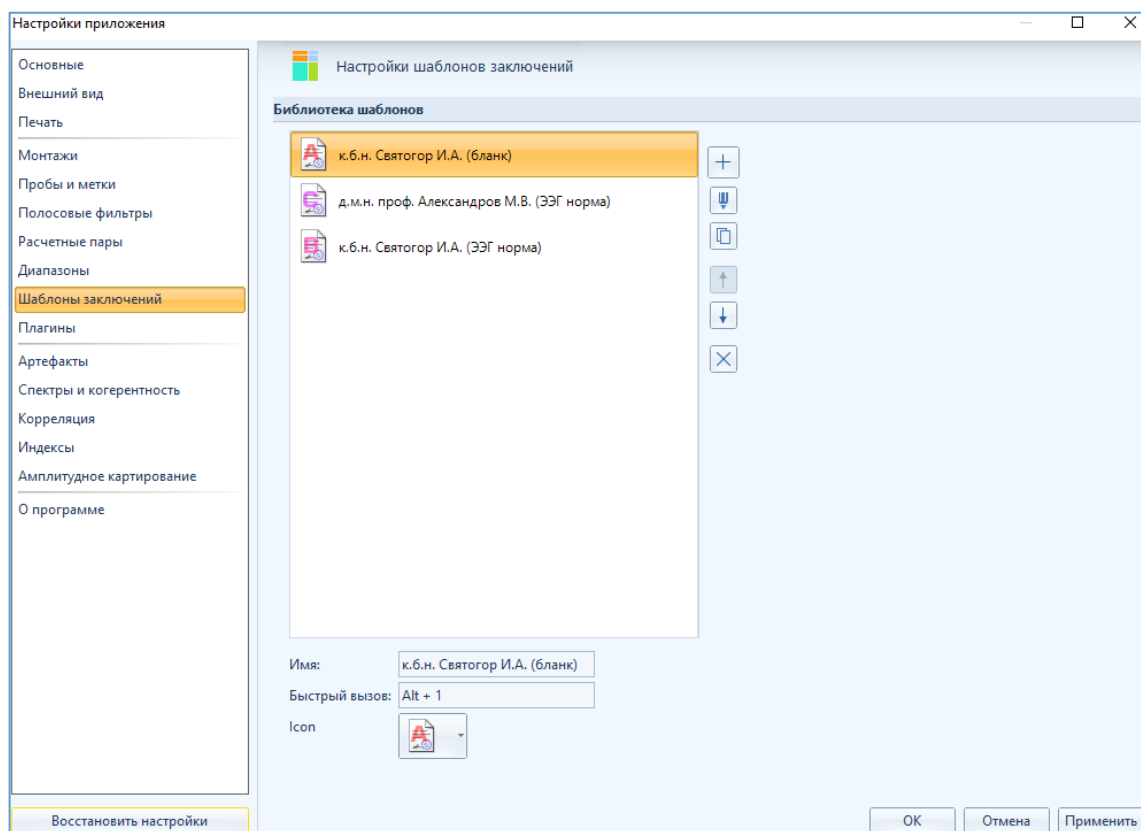 Настройки приложения
Основные
Внешний вид
Печать
Монтажи
Пробы и метки
Полосовые фильтры
Расчетные пары
Диапазоны
Шаблоны заключений
Плагины
Артефакты
Спектры и когерентность
Корреляция
Индексы
Амплитудное картирование
О программе
Восстановить настройки
Настройки шаблонов заключений
Библиотека шаблонов
A к.б.н. Святогор И.А. (бланк)
C д.м.н. проф. Александров М.В. (ЭЭГ норма)
B к.б.н. Святогор И.А. (ЭЭГ норма)
Имя: к.б.н. Святогор И.А. (бланк)
Быстрый вызов: Alt + 1
Icon A
ОК Отмена Применить